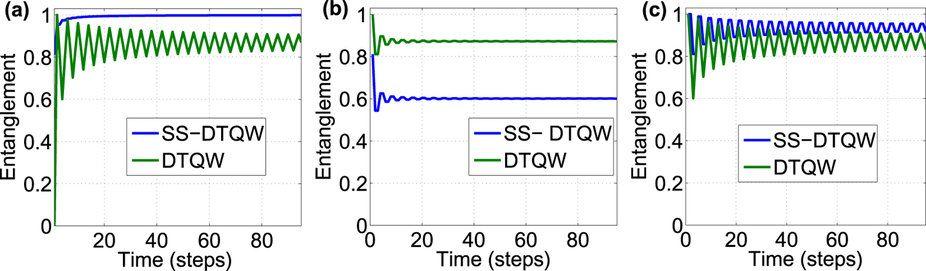 (a)
Entanglement
1
0.8
0.6
0.4
0.2
0
SS-DTQW
DTQW
20
40
60
80
Time (steps)
(b)
Entanglement
1
0.8
0.6
0.4
0.2
0
SS- DTQW
DTQW
0
20
40
60
80
Time (steps)
(c)
Entanglement
1
0.8
0.6
0.4
0.2
0
SS-DTQW
DTQW
0
20
40
60
80
Time (steps)